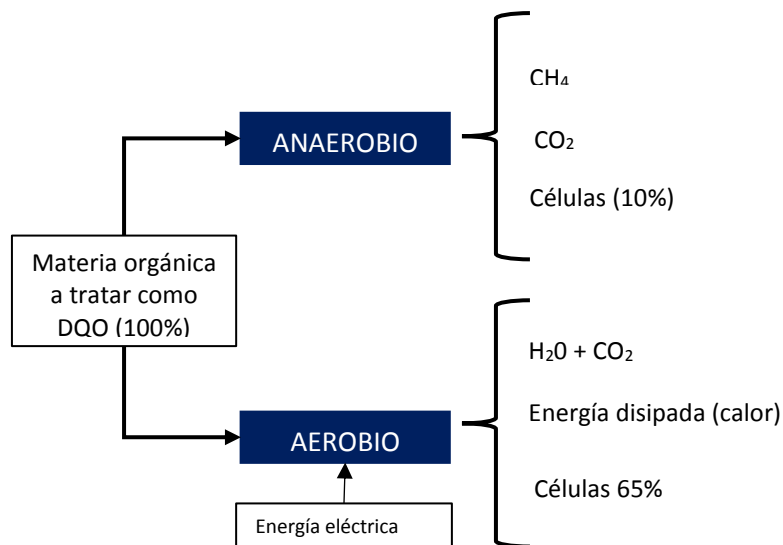 CH₄
ANAEROBIO
CO₂
Células (10%)
Materia orgánica
a tratar como
DQO (100%)
H₂0 + CO₂
Energía disipada (calor)
AEROBIO
Células 65%
Energía eléctrica